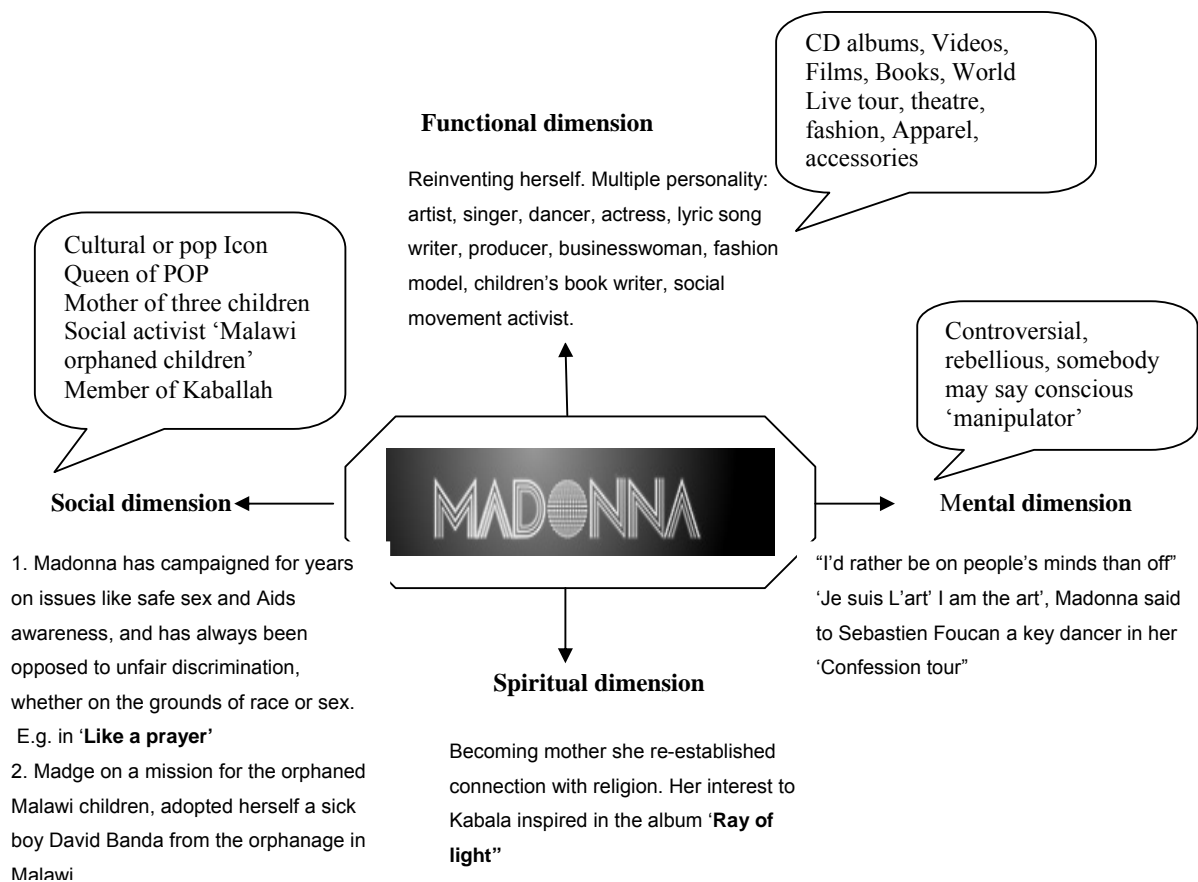 CD albums, Videos,
Films, Books, World
Live tour, theatre,
fashion, Apparel,
accessories
Functional dimension
Reinventing herself. Multiple personality:
artist, singer, dancer, actress, lyric song
writer, producer, businesswoman, fashion
model, children's book writer, social
movement activist.
Cultural or pop Icon
Queen of POP
Mother of three children
Social activist ‘Malawi
orphaned children’
Member of Kaballah
Controversial,
rebellious, somebody
may say conscious
‘manipulator’
MADONNA
Social dimension
1. Madonna has campaigned for years
on issues like safe sex and Aids
awareness, and has always been
opposed to unfair discrimination,
whether on the grounds of race or sex.
E.g. in ‘Like a prayer’
2. Madge on a mission for the orphaned
Malawi children, adopted herself a sick
boy David Banda from the orphanage in
Malawi
Mental dimension
“I’d rather be on people’s minds than off”
‘Je suis L’art’ I am the art’, Madonna said
to Sebastien Foucan a key dancer in her
‘Confession tour”
Spiritual dimension
Becoming mother she re-established
connection with religion. Her interest to
Kabala inspired in the album ‘Ray of
light”